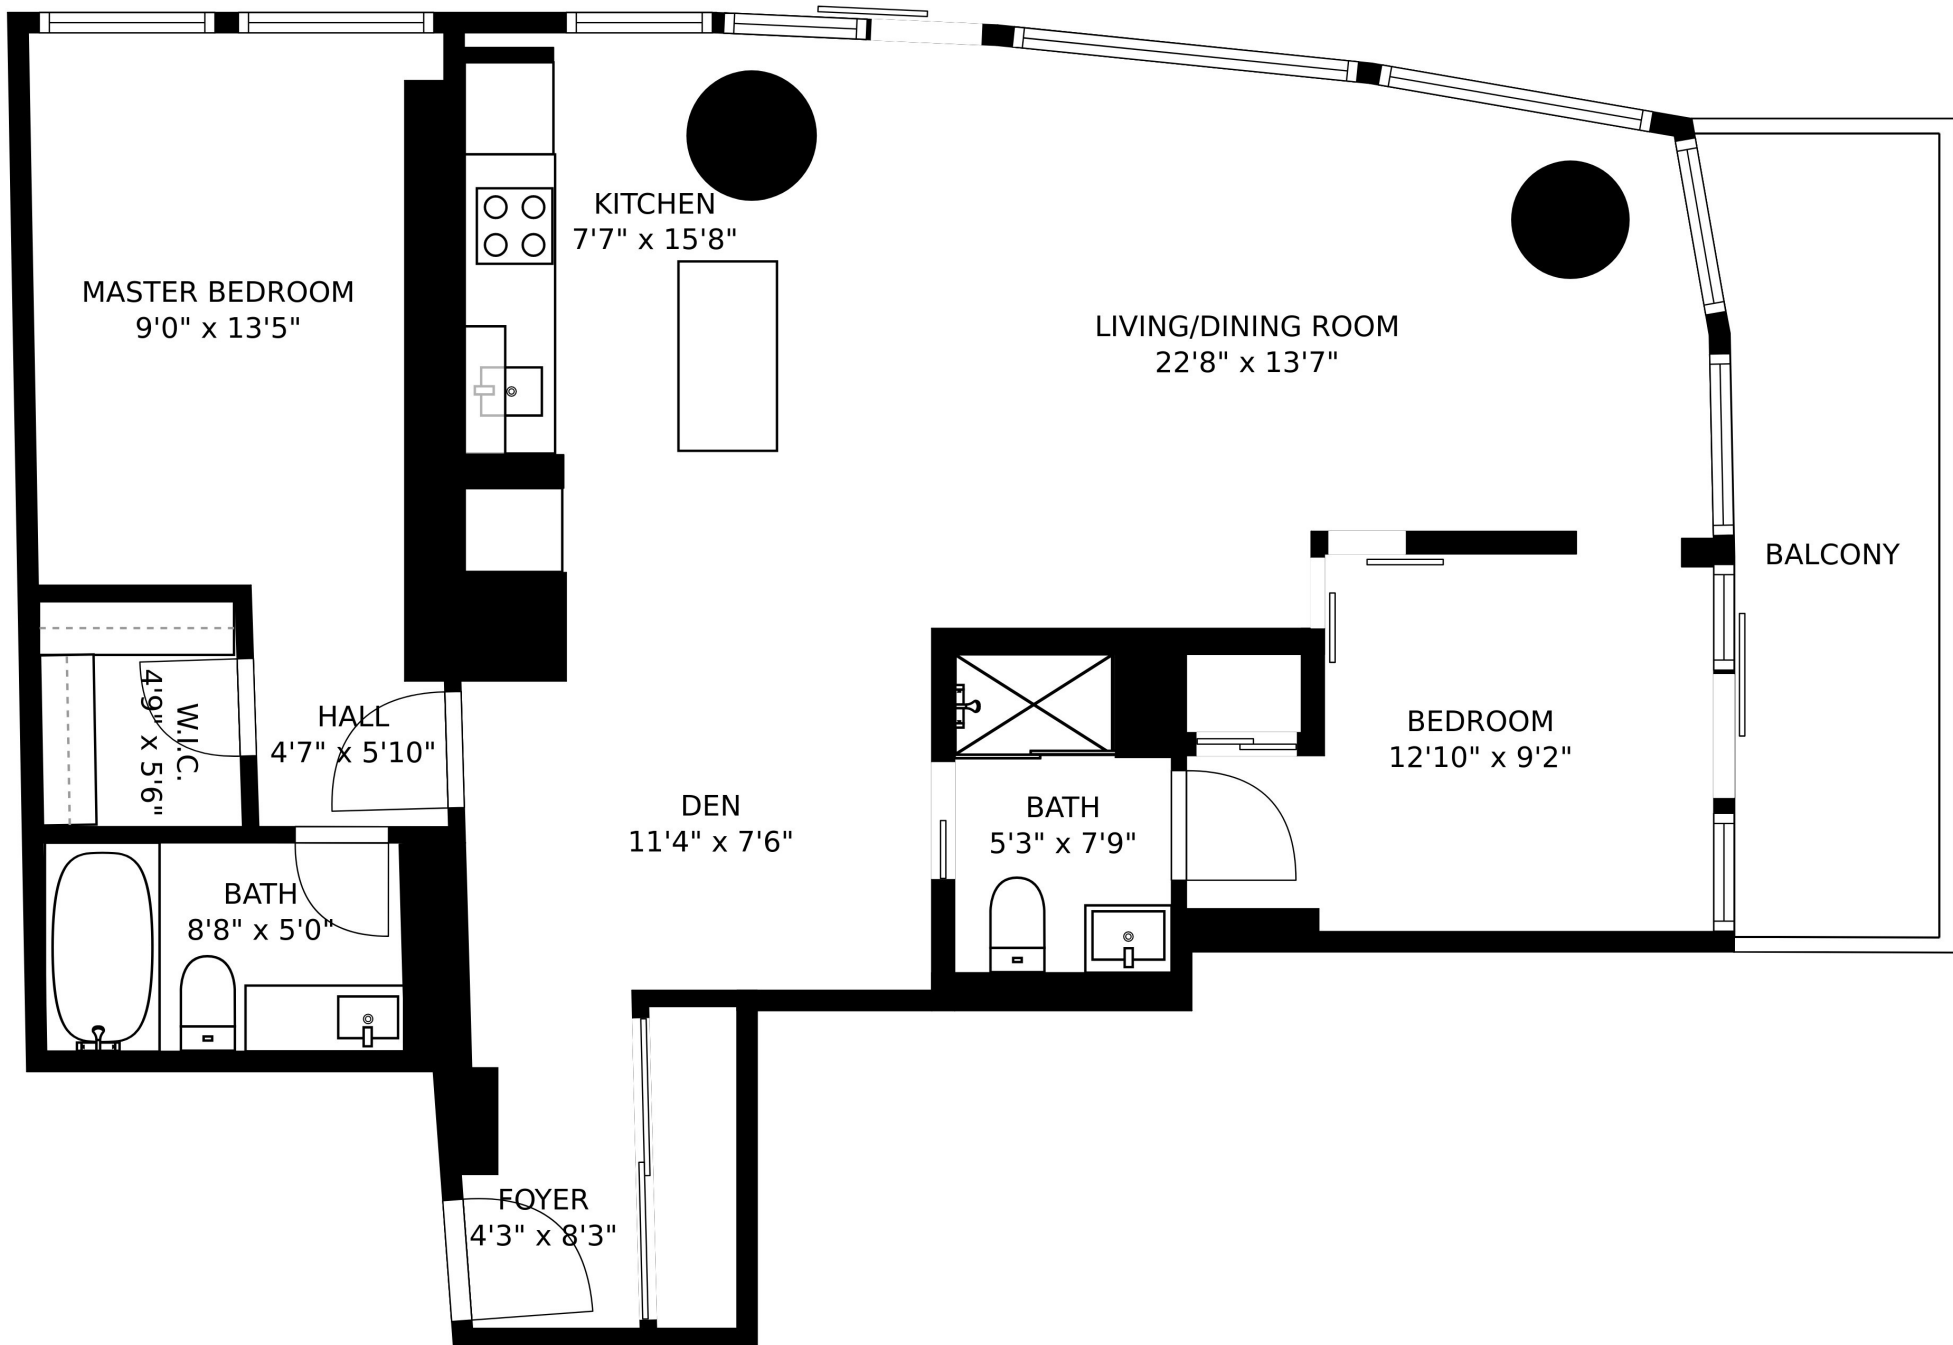 KITCHEN
7'7" x 15'8"
MASTER BEDROOM
9'0" x 13'5"
LIVING/DINING ROOM
22'8" x 13'7"
BALCONY
W.I.C.
4'9" x 5'6"
HALL
4'7" x 5'10"
BEDROOM
12'10" x 9'2"
DEN
11'4" x 7'6"
BATH
5'3" x 7'9"
BATH
8'8" x 5'0"
FOYER
4'3" x 8'3"